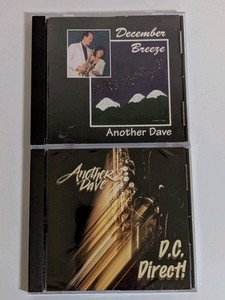 December
Breeze
Another Dave
Another
Dave
D.C.
Direct!